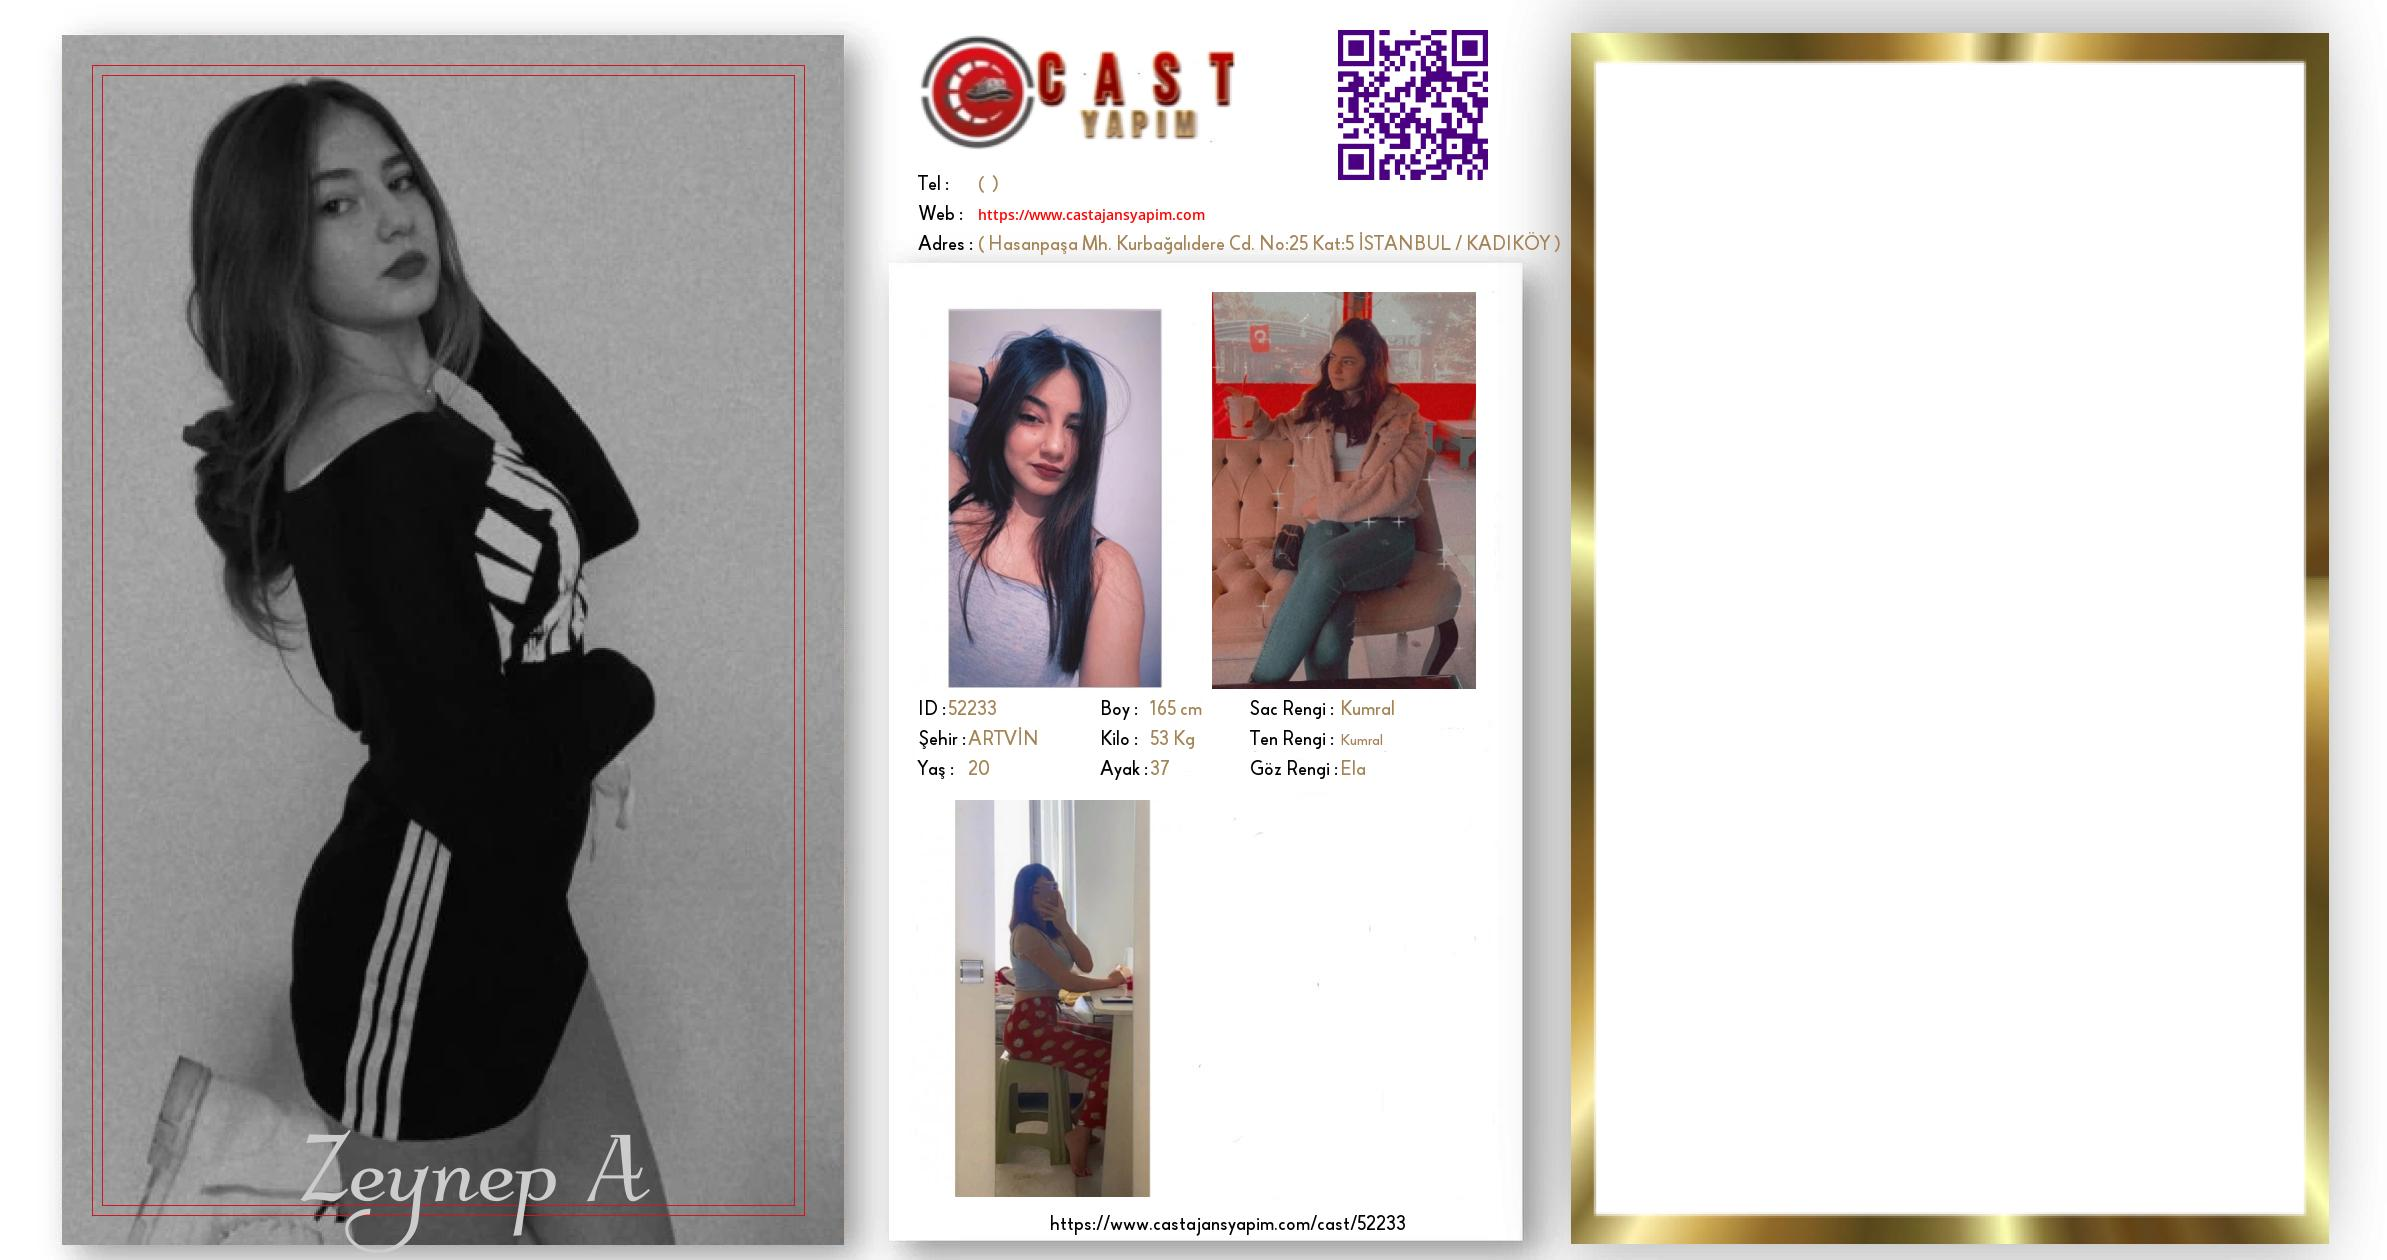 Zeynep A
CAST
YAPIM
Tel : ( )
Web : https://www.castajansyapim.com
Adres : ( Hasanpaşa Mh. Kurbağalıdere Cd. No:25 Kat:5 İSTANBUL / KADIKÖY )
ID : 52233 Boy : 165 cm Sac Rengi : Kumral
Şehir : ARTVİN Kilo : 53 Kg Ten Rengi : Kumral
Yaş : 20 Ayak : 37 Göz Rengi : Ela
https://www.castajansyapim.com/cast/52233